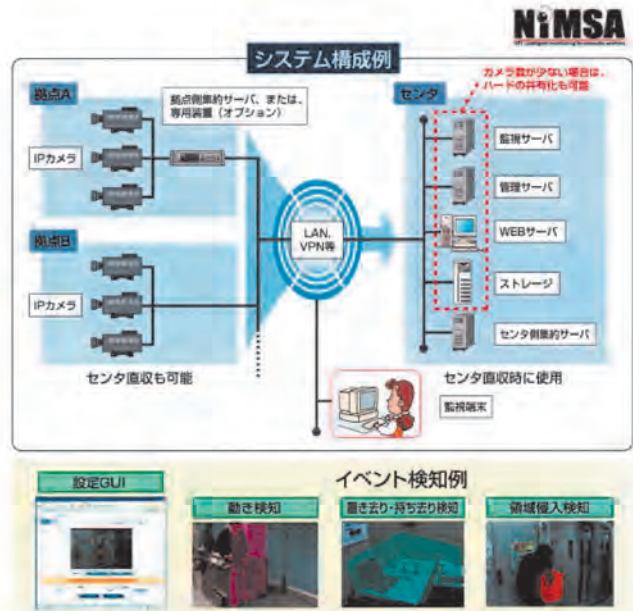 NiMSA
システム構成例
カメラ数が少ない場合は、
ハードの共有化も可能
拠点A
拠点側集約サーバ、または、
専用装置（オプション）
センタ
IPカメラ
監視サーバ
管理サーバ
LAN、
VPN等
WEBサーバ
拠点B
IPカメラ
ストレージ
センタ側集約サーバ
センタ直収も可能
センタ直収時に使用
監視端末
イベント検知例
設定GUI
動き検知
置き去り・持ち去り検知
領域侵入検知